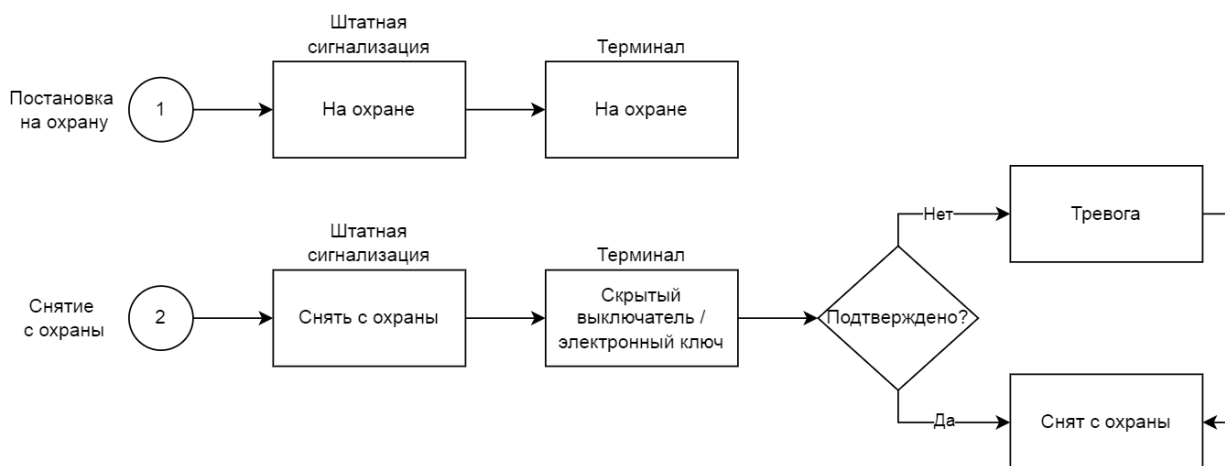 Штатная
сигнализация
Терминал
Постановка
на охрану
1
На охране
На охране
Штатная
сигнализация
Терминал
Снятие
с охраны
2
Снять с охраны
Скрытый
выключатель /
электронный ключ
Подтверждено?
Нет
Тревога
Да
Снят с охраны